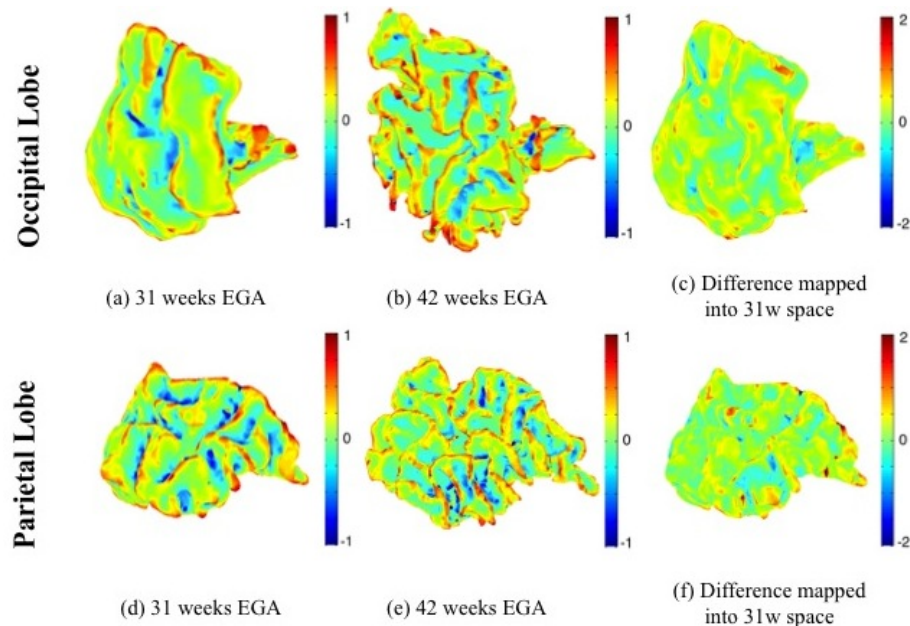 Occipital Lobe
1
0
-1
1
0
-1
2
0
-2
(a) 31 weeks EGA
(b) 42 weeks EGA
(c) Difference mapped
into 31w space
Parietal Lobe
1
0
-1
1
0
-1
2
0
-2
(d) 31 weeks EGA
(e) 42 weeks EGA
(f) Difference mapped
into 31w space